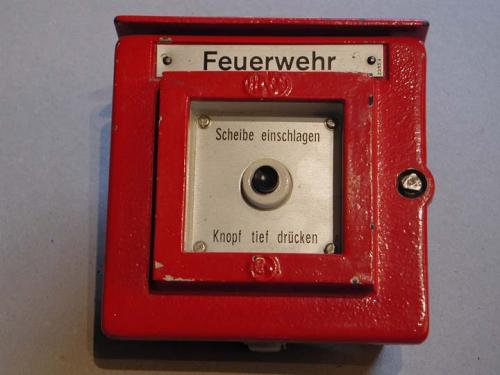 Feuerwehr
Scheibe einschlagen
Knopf tief drücken